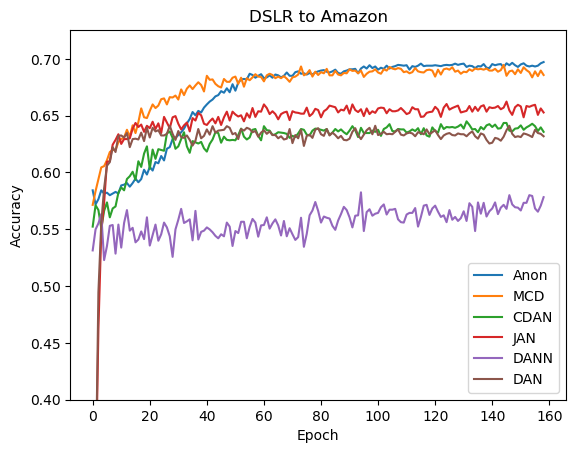 DSLR to Amazon
Accuracy
0.70
0.65
0.60
0.55
0.50
0.45
0.40
0 20 40 60 80 100 120 140 160
Epoch
Anon
MCD
CDAN
JAN
DANN
DAN